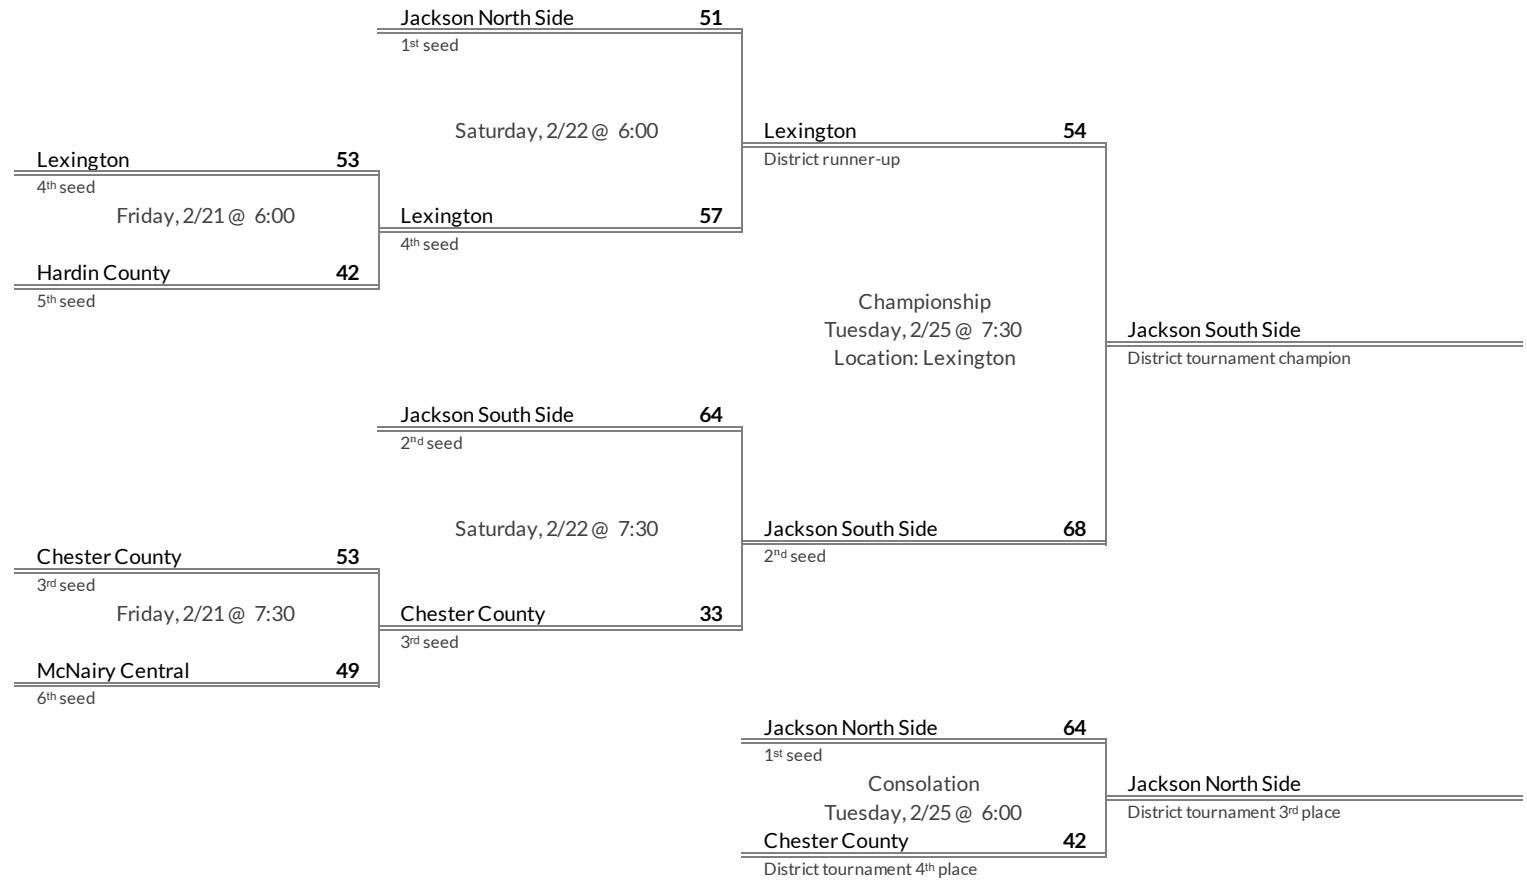 Jackson North Side 51
1st seed
Saturday, 2/22 @ 6:00
Lexington 53
4th seed
Friday, 2/21 @ 6:00
Hardin County 42
5th seed
Lexington 57
4th seed
Lexington 54
District runner-up
Championship
Tuesday, 2/25 @ 7:30
Location: Lexington
Jackson South Side
District tournament champion
Jackson South Side 64
2nd seed
Saturday, 2/22 @ 7:30
Chester County 53
3rd seed
Friday, 2/21 @ 7:30
McNairy Central 49
6th seed
Chester County 33
3rd seed
Jackson South Side 68
2nd seed
Jackson North Side 64
1st seed
Consolation
Tuesday, 2/25 @ 6:00
Chester County 42
District tournament 4th place
Jackson North Side
District tournament 3rd place